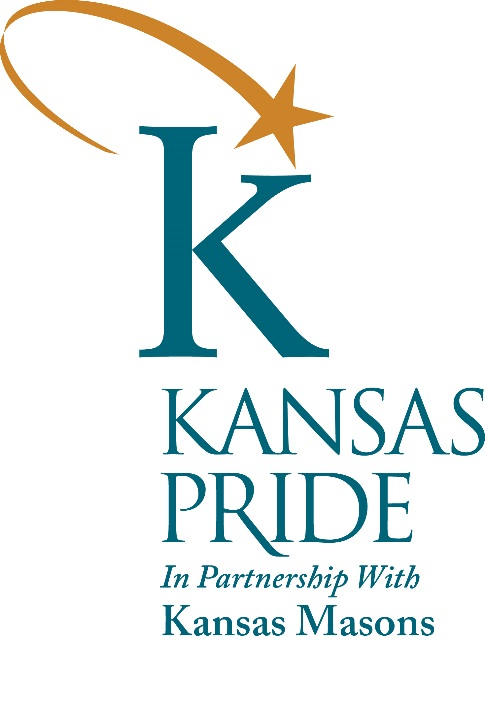 K
KANSAS
PRIDE
In Partnership With
Kansas Masons